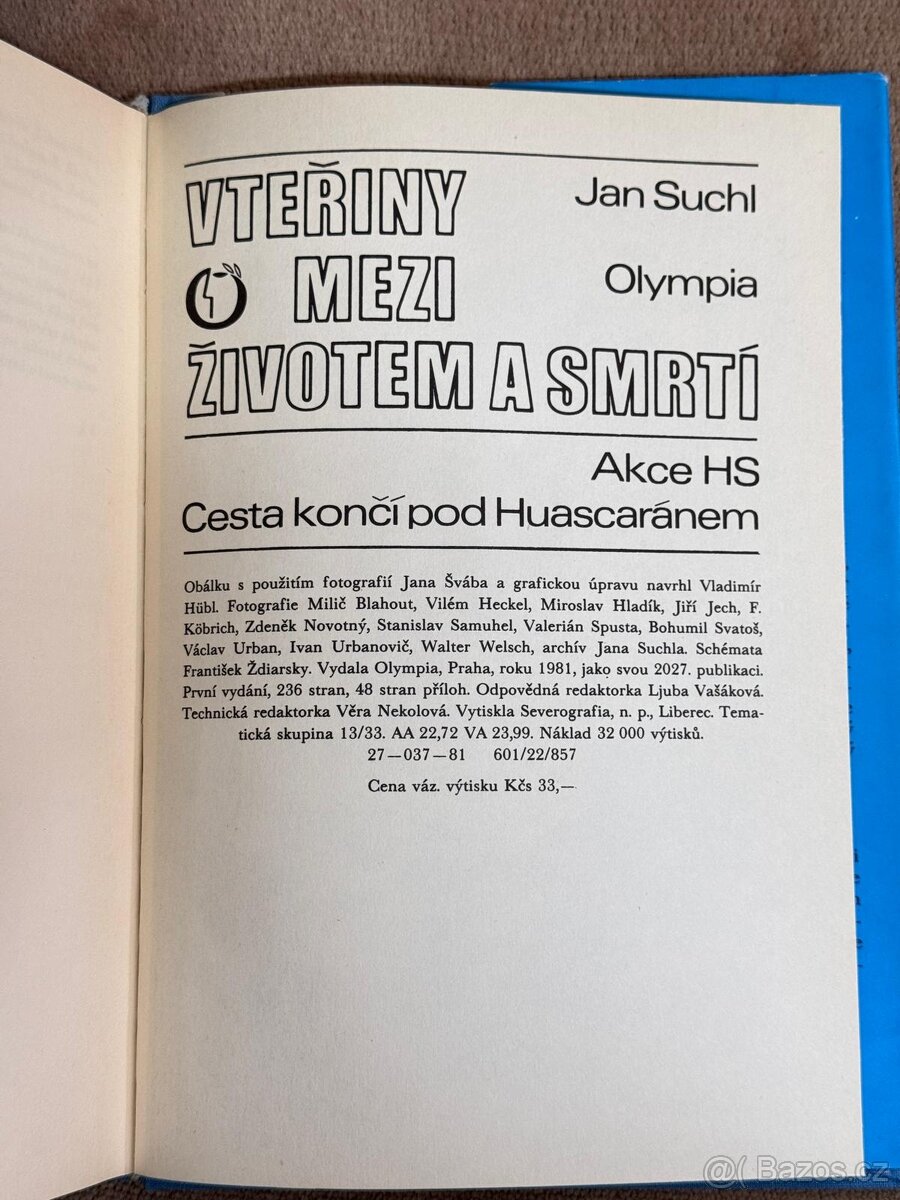 VTEŘINY
Jan Suchl
MEZI
Olympia
ŽIVOTEM A SMRTÍ
Akce HS
Cesta končí pod Huascaránem
Obálku s použitím fotografií Jana Švába a grafickou úpravu navrhl Vladimír
Hübl. Fotografie Milič Blahout, Vilém Heckel, Miroslav Hladík, Jiří Jech, F.
Köbrich, Zdeněk Novotný, Stanislav Samuhel, Valerián Spusta, Bohumil Svatoš,
Václav Urban, Ivan Urbanovič, Walter Welsch, archív Jana Suchla. Schémata
František Ždiarsky. Vydala Olympia, Praha, roku 1981, jako svou 2027. publikaci.
První vydání, 236 stran, 48 stran příloh. Odpovědná redaktorka Ljuba Vašáková.
Technická redaktorka Věra Nekolová. Vytiskla Severografia, n. p., Liberec. Tema-
tická skupina 13/33. AA 22,72 VA 23,99. Náklad 32 000 výtisků.
27—037—81 601/22/857
Cena váz. výtisku Kčs 33,—
@( Bazos.cz